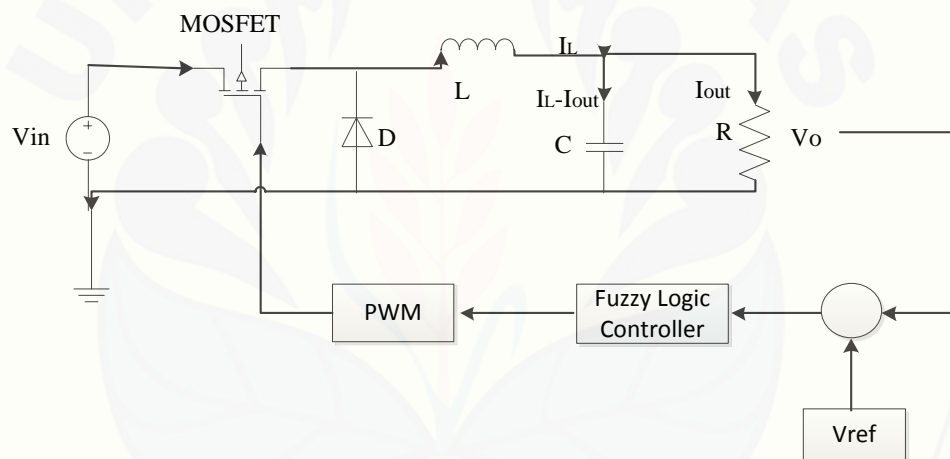 MOSFET
IL
L
IL-Iout
Iout
Vin
+
−
D
C
R
Vo
PWM
Fuzzy Logic
Controller
Vref